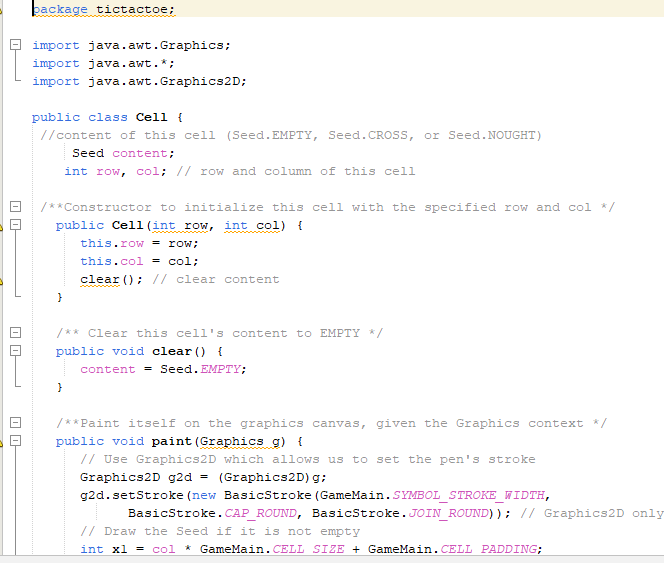 package tictactoe;
import java.awt.Graphics;
import java.awt.*;
import java.awt.Graphics2D;
public class Cell {
//content of this cell (Seed.EMPTY, Seed.CROSS, or Seed.NOUGHT)
Seed content;
int row, col; // row and column of this cell
/**Constructor to initialize this cell with the specified row and col */
public Cell(int row, int col) {
this.row = row;
this.col = col;
clear(); // clear content
}
/** Clear this cell's content to EMPTY */
public void clear() {
content = Seed.EMPTY;
}
/**Paint itself on the graphics canvas, given the Graphics context */
public void paint(Graphics g) {
// Use Graphics2D which allows us to set the pen's stroke
Graphics2D g2d = (Graphics2D)g;
g2d.setStroke(new BasicStroke(GameMain.SYMBOL_STROKE_WIDTH,
BasicStroke.CAP_ROUND, BasicStroke.JOIN_ROUND)); // Graphics2D only
// Draw the Seed if it is not empty
int x1 = col * GameMain.CELL_SIZE + GameMain.CELL_PADDING;